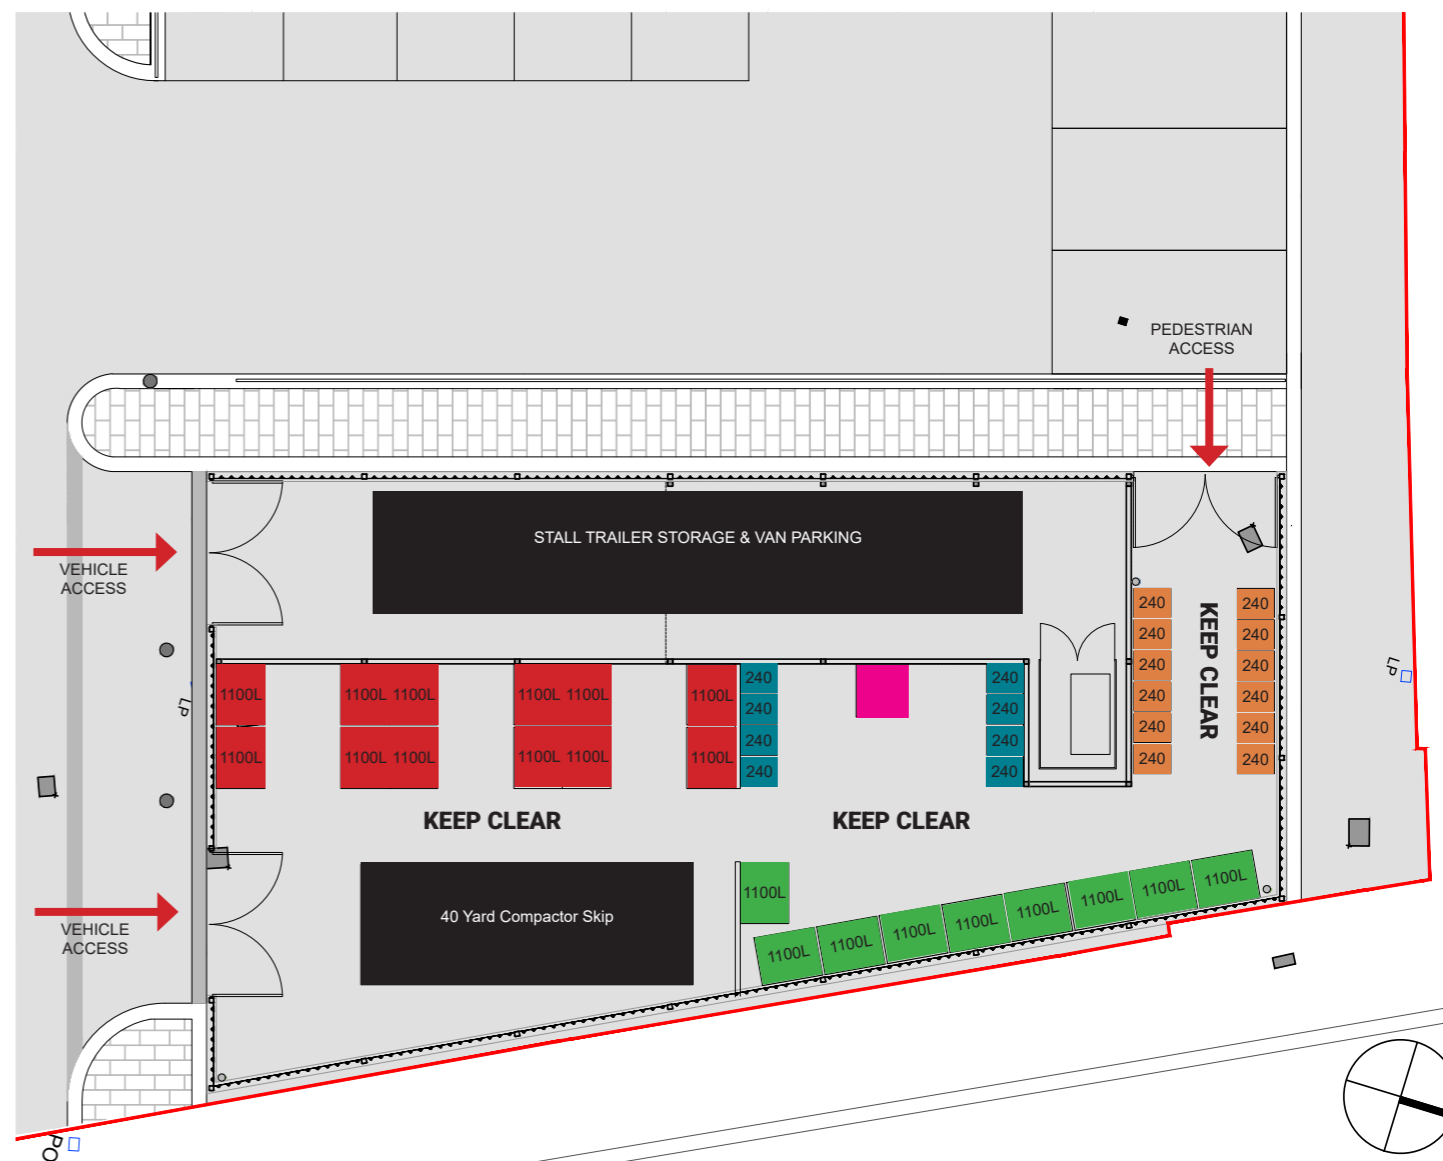 PEDESTRIAN
ACCESS
STALL TRAILER STORAGE & VAN PARKING
VEHICLE
ACCESS
240 240
240 240
240 240
240 240
240 240
240 240
KEEP CLEAR
LP
LP
1100L 1100L 1100L 1100L 1100L 1100L 240 240
240 240
1100L 1100L 1100L 1100L 1100L 1100L 240 240
240 240
KEEP CLEAR KEEP CLEAR
1100L
40 Yard Compactor Skip
VEHICLE
ACCESS
1100L 1100L 1100L 1100L 1100L 1100L 1100L 1100L
PO